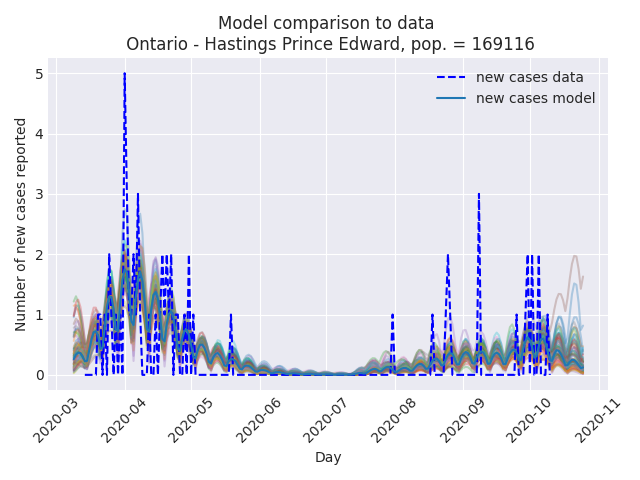 Model comparison to data
Ontario - Hastings Prince Edward, pop. = 169116
new cases data
new cases model
Number of new cases reported
5
4
3
2
1
0
2020-03
2020-04
2020-05
2020-06
2020-07
2020-08
2020-09
2020-10
2020-11
Day